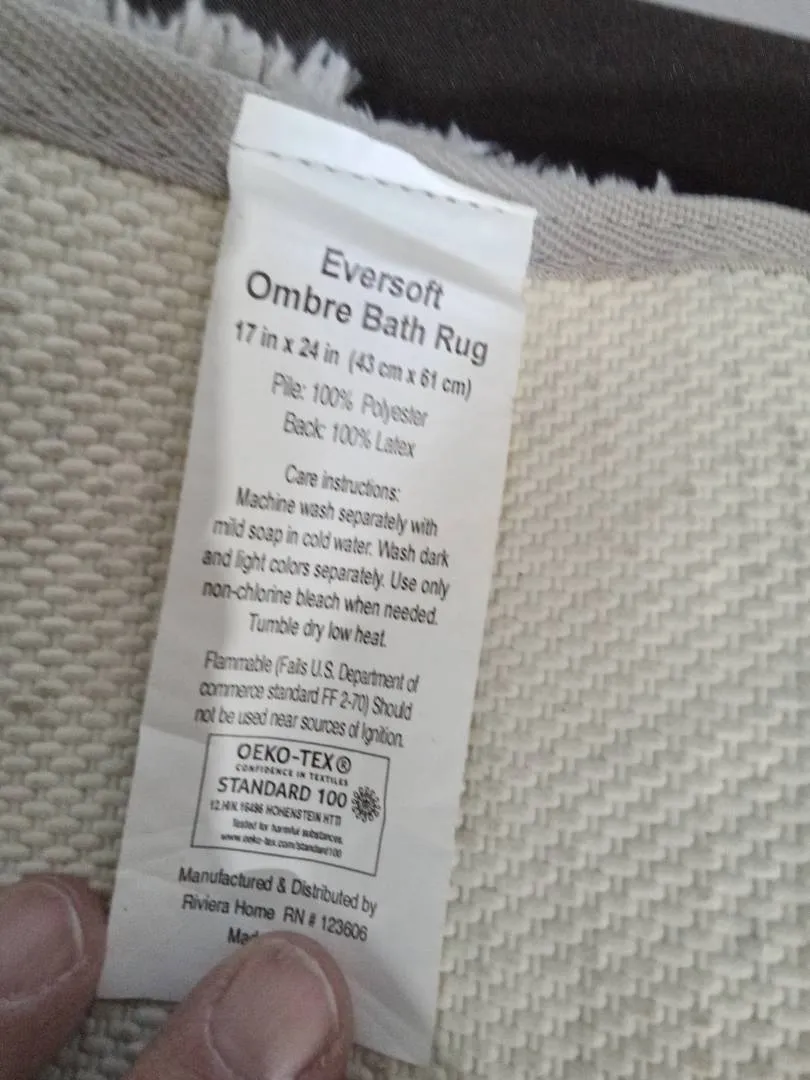 Eversoft
Ombre Bath Rug
17 in x 24 in (43 cm x 61 cm)
Pile: 100% Polyester
Back: 100% Latex
Care instructions:
Machine wash separately with
mild soap in cold water. Wash dark
and light colors separately. Use only
non-chlorine bleach when needed.
Tumble dry low heat.
Flammable (Fails U.S. Department of
commerce standard FF 2-70) Should
not be used near sources of Ignition.
OEKO-TEX®
CONFIDENCE IN TEXTILES
STANDARD 100
HOHENSTEIN HTTI
Tested for harmful substances.
www.oeko-tex.com/standard100
Manufactured & Distributed by
Riviera Home RN # 123606